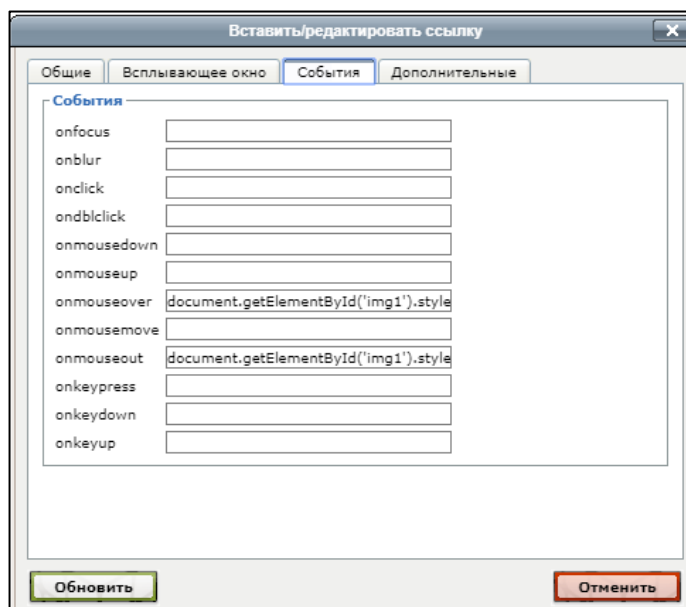 Вставить/редактировать ссылку
Общие Всплывающее окно События Дополнительные
События
onfocus
onblur
onclick
ondblclick
onmousedown
onmouseup
onmouseover document.getElementById('img1').style
onmousemove
onmouseout document.getElementById('img1').style
onkeypress
onkeydown
onkeyup
Обновить Отменить